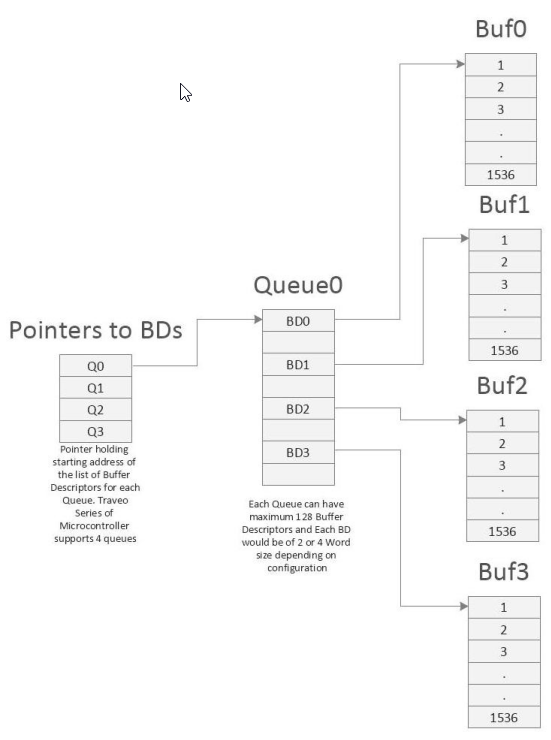 Buf0
1
2
3
.
.
1536
Buf1
1
2
3
.
.
1536
Queue0
BD0
BD1
BD2
BD3
Each Queue can have
maximum 128 Buffer
Descriptors and Each BD
would be of 2 or 4 Word
size depending on
configuration
Pointers to BDs
Q0
Q1
Q2
Q3
Pointer holding
starting address of
the list of Buffer
Descriptors for each
Queue. Traveo
Series of
Microcontroller
supports 4 queues
Buf2
1
2
3
.
.
1536
Buf3
1
2
3
.
.
1536